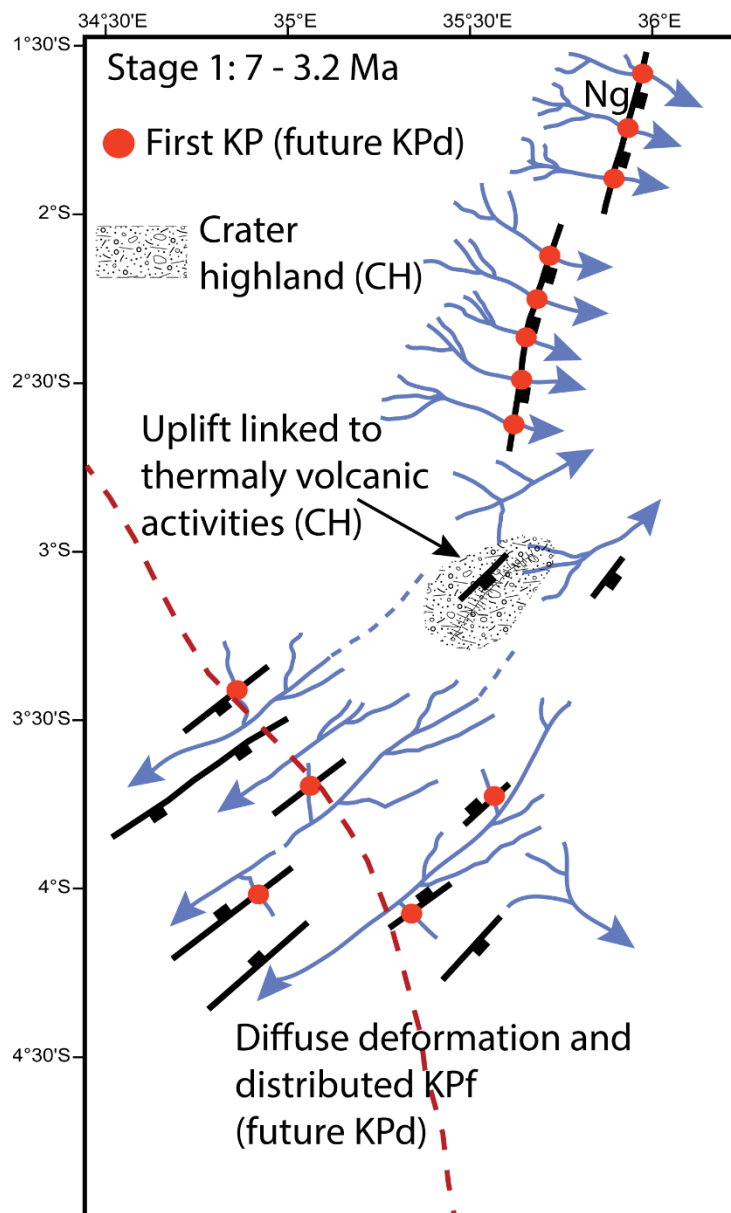 34°30'E 35° 35°30'E 36°
1°30'S
Stage 1: 7 - 3.2 Ma
Ng
First KP (future KPd)
2°S
Crater
highland (CH)
2°30'S
Uplift linked to
thermaly volcanic
activities (CH)
3°S
3°30'S
4°S
Diffuse deformation and
distributed KPf
(future KPd)
4°30'S